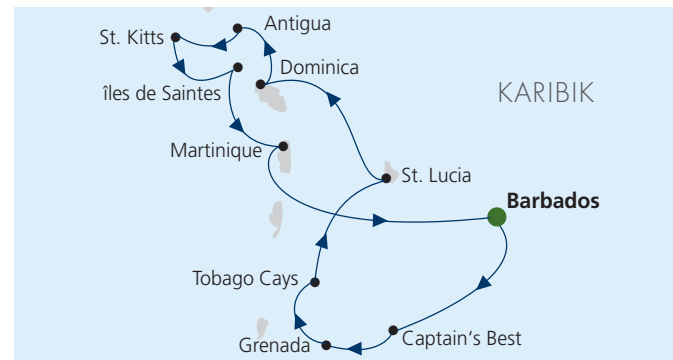 Antigua
St. Kitts
Dominica
îles de Saintes
KARIBIK
Martinique
St. Lucia
Barbados
Tobago Cays
Captain's Best
Grenada